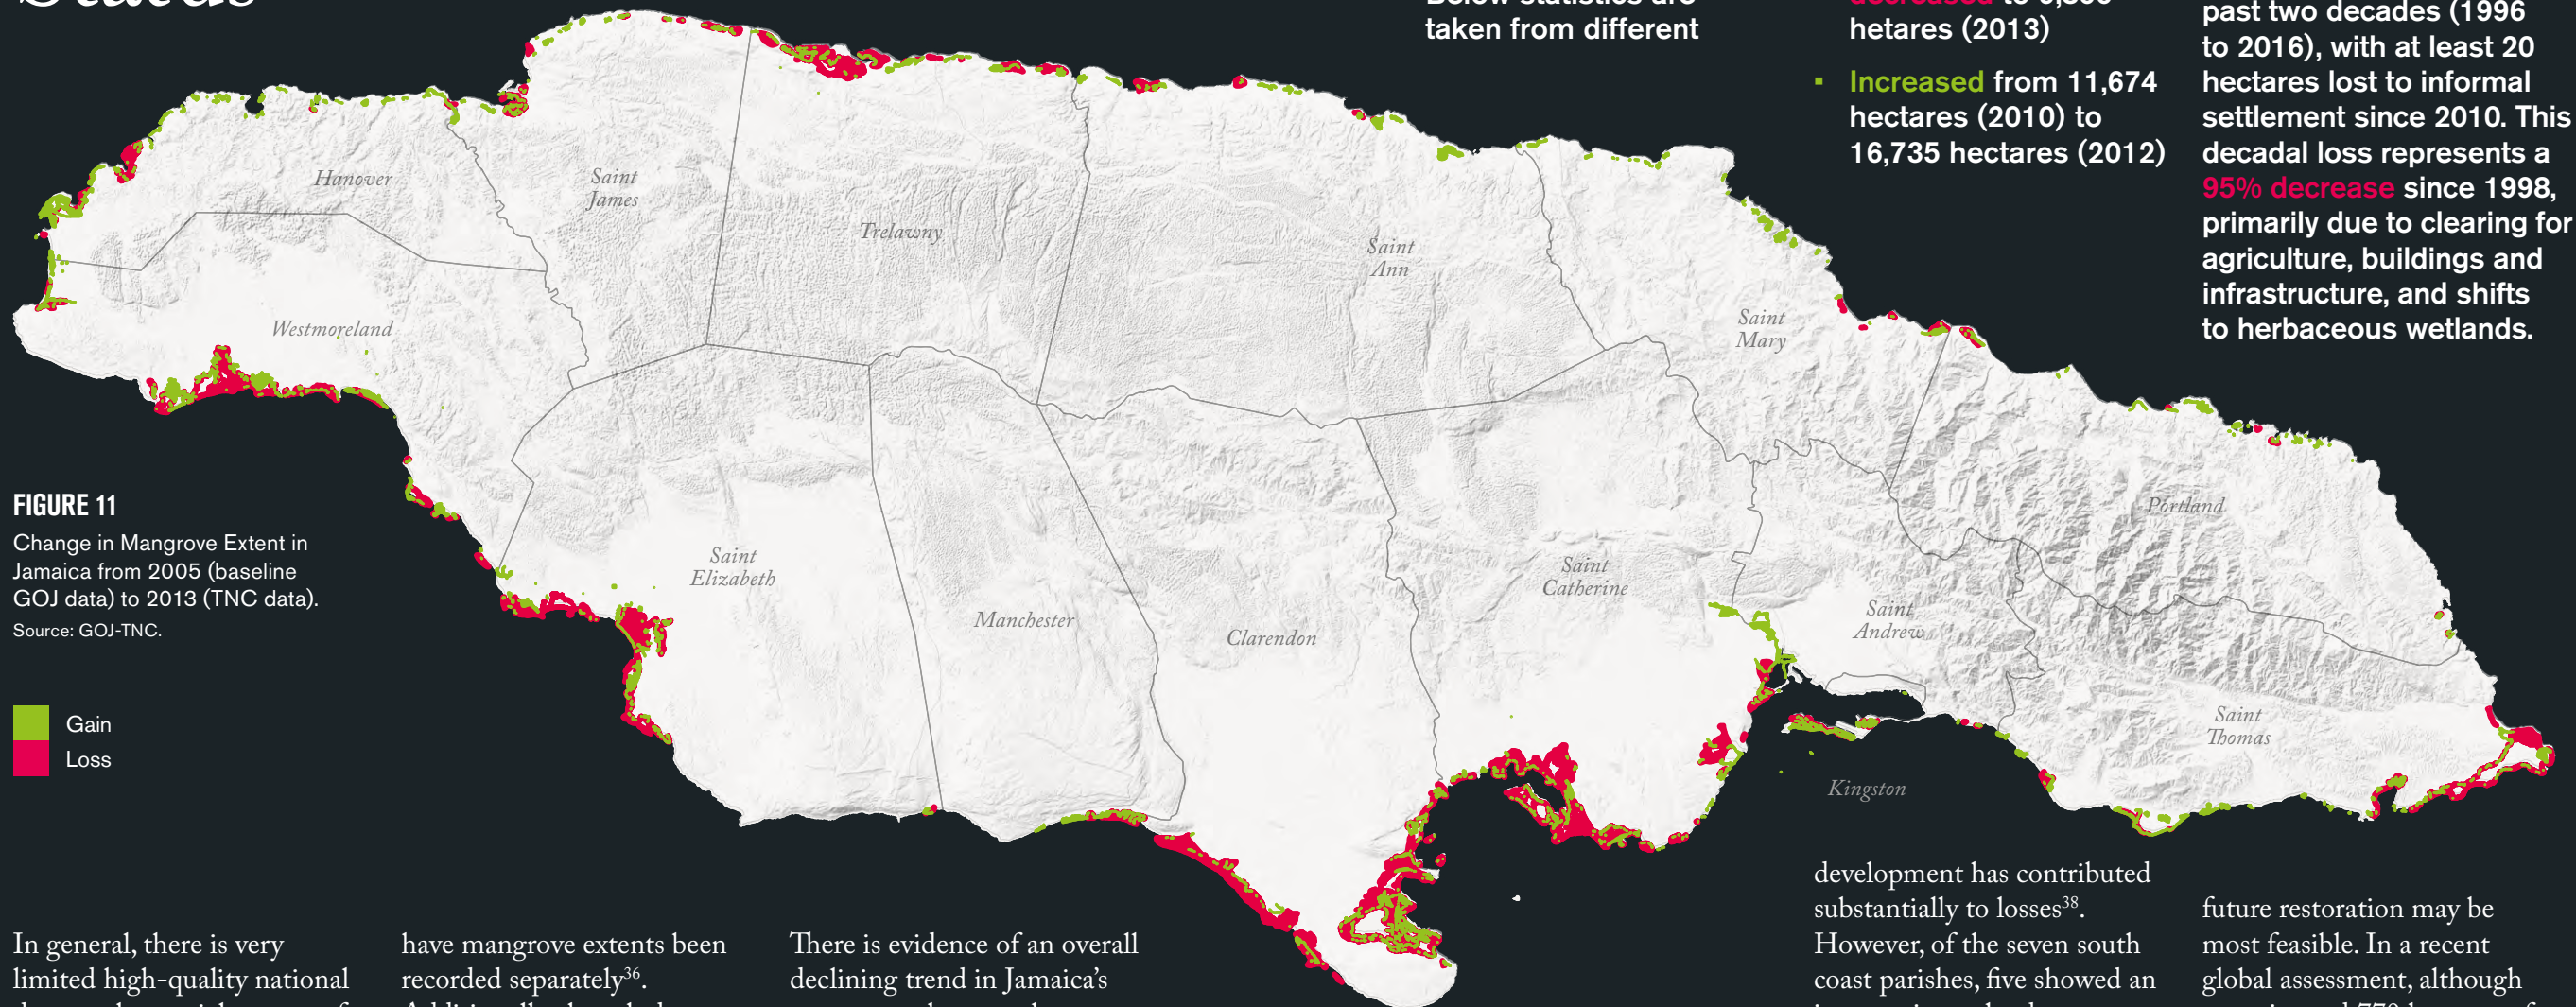 Status
Below statistics are
taken from different
decreased to
hetares (2013)
▪ Increased from 11,674
hectares (2010) to
16,735 hectares (2012)
past two decades (1996
to 2016), with at least 20
hectares lost to informal
settlement since 2010. This
decadal loss represents a
95% decrease since 1998,
primarily due to clearing for
agriculture, buildings and
infrastructure, and shifts
to herbaceous wetlands.
Hanover
Saint
James
Trelawny
Saint
Ann
Westmoreland
Saint
Mary
Portland
Saint
Elizabeth
Manchester
Clarendon
Saint
Catherine
Saint
Andrew
Saint
Thomas
Kingston
FIGURE 11
Change in Mangrove Extent in
Jamaica from 2005 (baseline
GOJ data) to 2013 (TNC data).
Source: GOJ-TNC.
Gain
Loss
In general, there is very
limited high-quality national
have mangrove extents been
recorded separately36.
There is evidence of an overall
declining trend in Jamaica’s
development has contributed
substantially to losses38.
However, of the seven south
coast parishes, five showed an
future restoration may be
most feasible. In a recent
global assessment, although